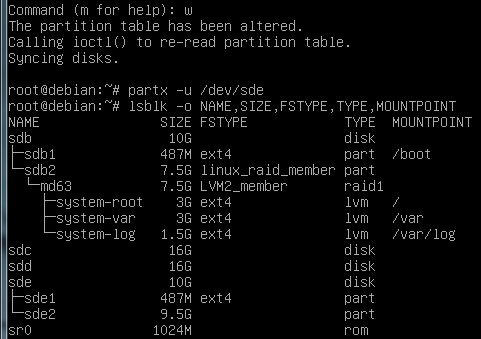 Command (m for help): w
The partition table has been altered.
Calling ioctl() to re-read partition table.
Syncing disks.

root@debian:~# partx -u /dev/sde
root@debian:~# lsblk -o NAME,SIZE,FSTYPE,TYPE,MOUNTPOINT
NAME                SIZE FSTYPE            TYPE  MOUNTPOINT
sdb                  10G                   disk
├─sdb1              487M ext4              part  /boot
└─sdb2              7.5G linux_raid_member part
  └─md63            7.5G LVM2_member       raid1
    ├─system-root     3G ext4              lvm   /
    ├─system-var      3G ext4              lvm   /var
    └─system-log    1.5G ext4              lvm   /var/log
sdc                  16G                   disk
sdd                  16G                   disk
sde                  10G                   disk
├─sde1              487M ext4              part
└─sde2              9.5G                   part
sr0                1024M                   rom